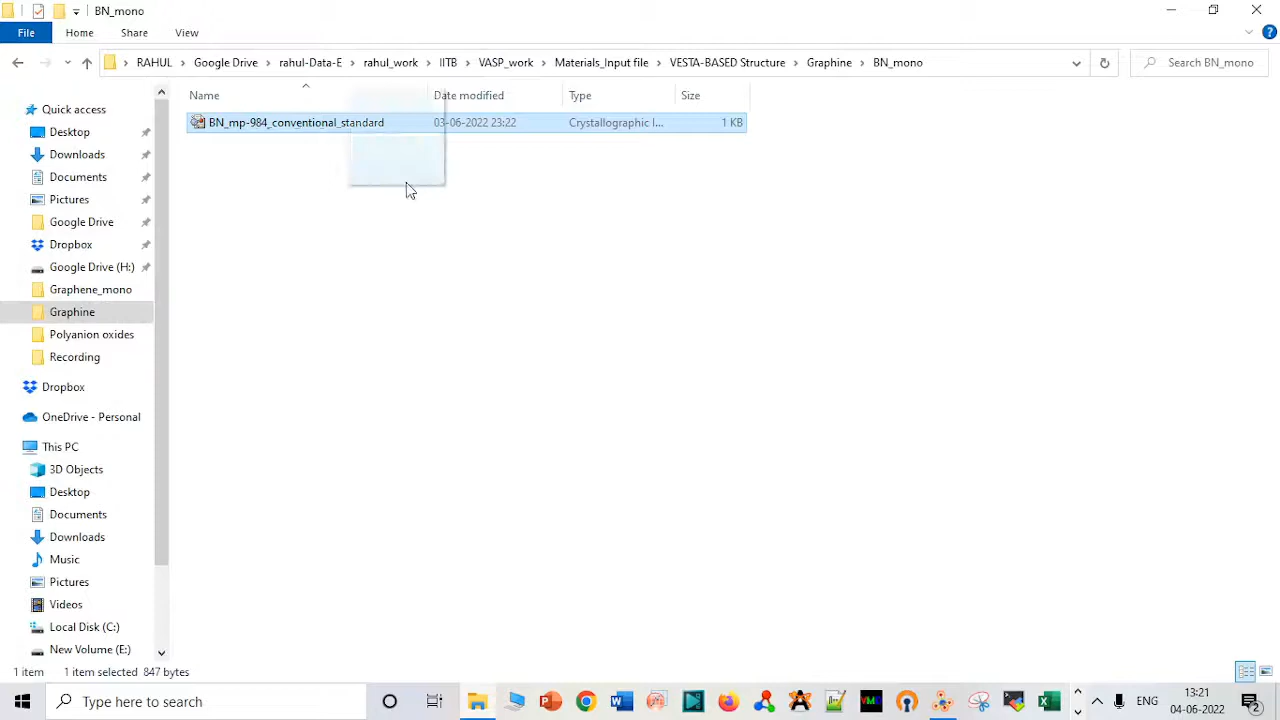 BN_mono
File
Home
Share
View
RAHUL > Google Drive > rahul-Data-E > rahul_work > IITB > VASP_work > Materials_Input file > VESTA-BASED Structure > Graphine > BN_mono
Search BN_mono
Name
Date modified
Type
Size
BN_mp-984_conventional_standard
03-06-2022 23:22
Crystallographic I...
1 KB
Quick access
Desktop
Downloads
Documents
Pictures
Google Drive
Dropbox
Google Drive (H:)
Graphene_mono
Graphine
Polyanion oxides
Recording
Dropbox
OneDrive - Personal
This PC
3D Objects
Desktop
Documents
Downloads
Music
Pictures
Videos
Local Disk (C:)
New Volume (E:)
1 item
1 item selected 847 bytes
Type here to search
ENG
13:21
04-06-2022
2